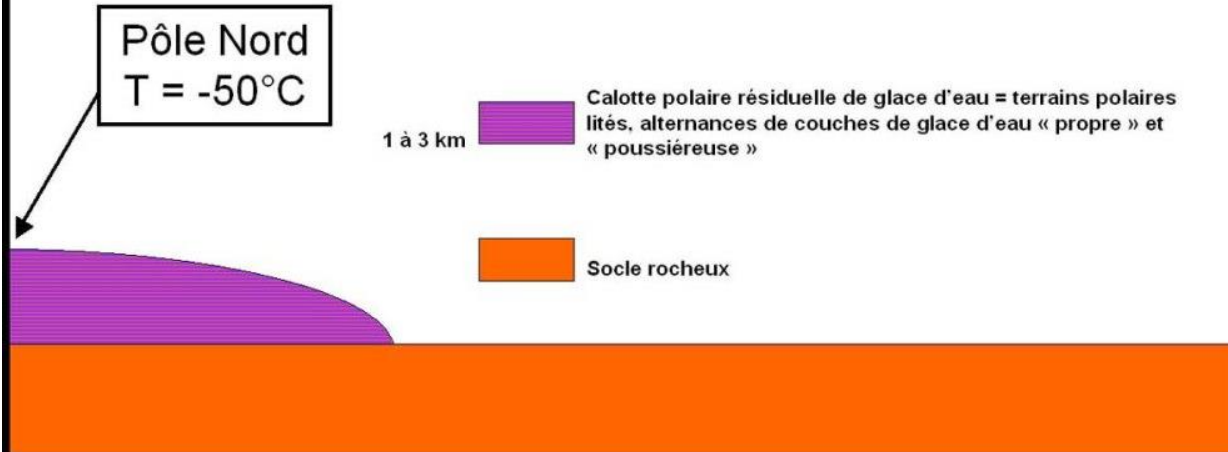 Pôle Nord
T = -50°C
Calotte polaire résiduelle de glace d'eau = terrains polaires
lités, alternances de couches de glace d'eau « propre » et
« poussiéreuse »
1 à 3 km
Socle rocheux